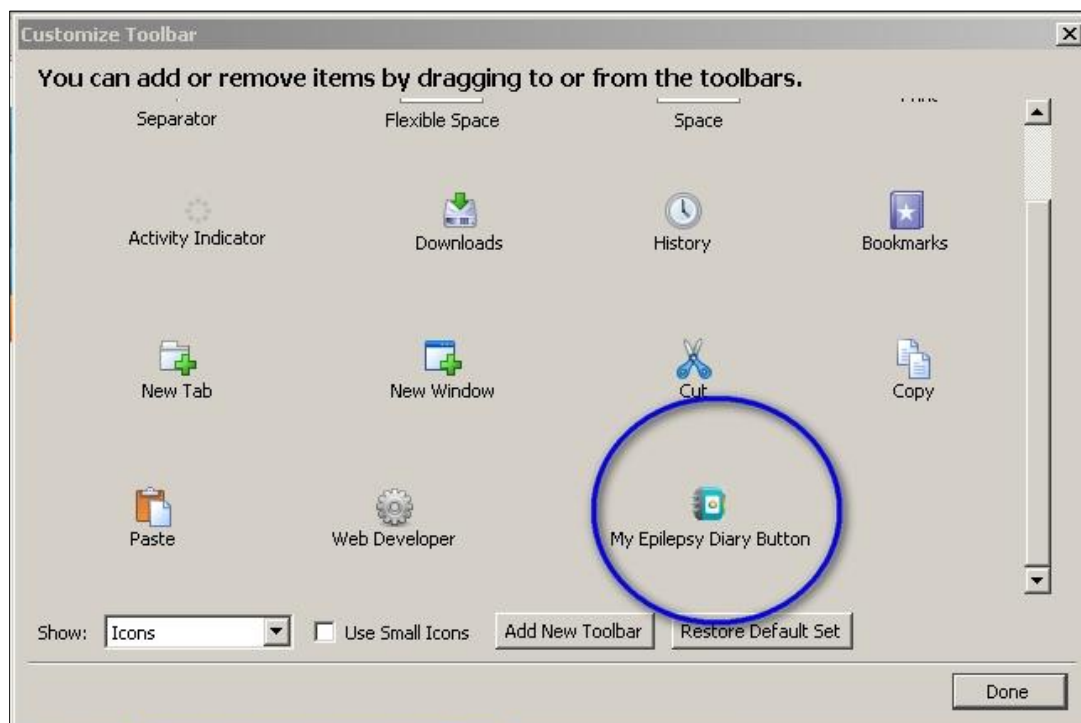 Customize Toolbar
You can add or remove items by dragging to or from the toolbars.
Separator Flexible Space Space
Activity Indicator Downloads History Bookmarks
New Tab New Window Cut Copy
Paste Web Developer My Epilepsy Diary Button
Show: Icons Use Small Icons Add New Toolbar Restore Default Set
Done